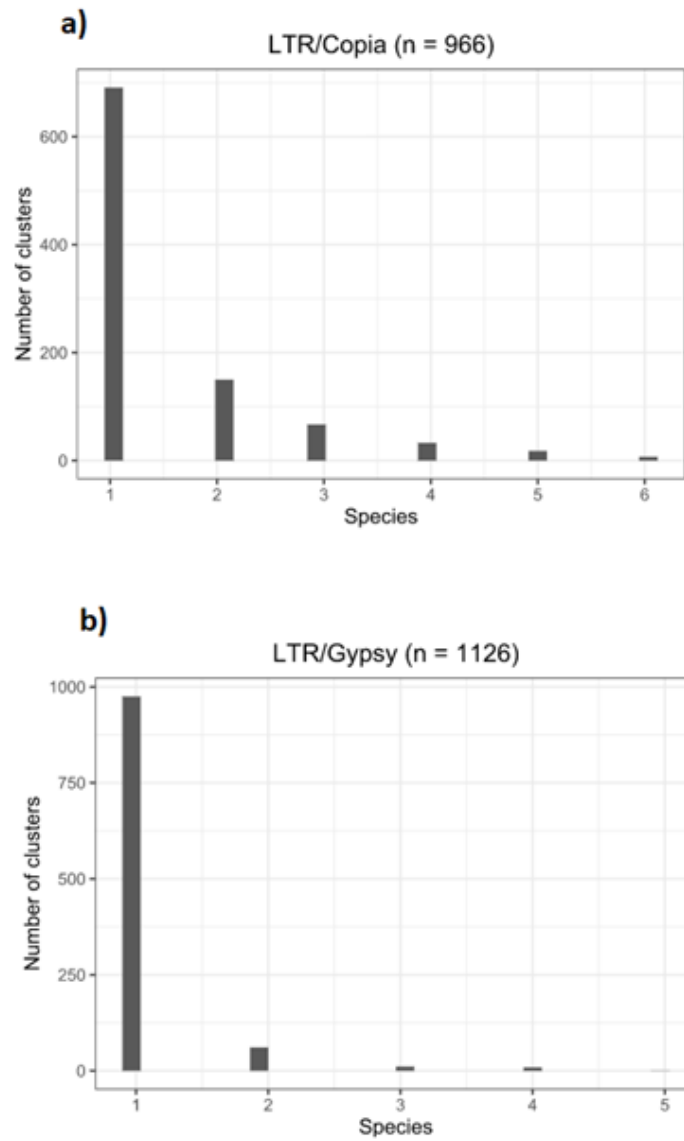 a)
LTR/Copia (n = 966)
600
400
200
0
Number of clusters
1 2 3 4 5 6
Species
b)
LTR/Gypsy (n = 1126)
1000
750
500
250
0
Number of clusters
1 2 3 4 5
Species